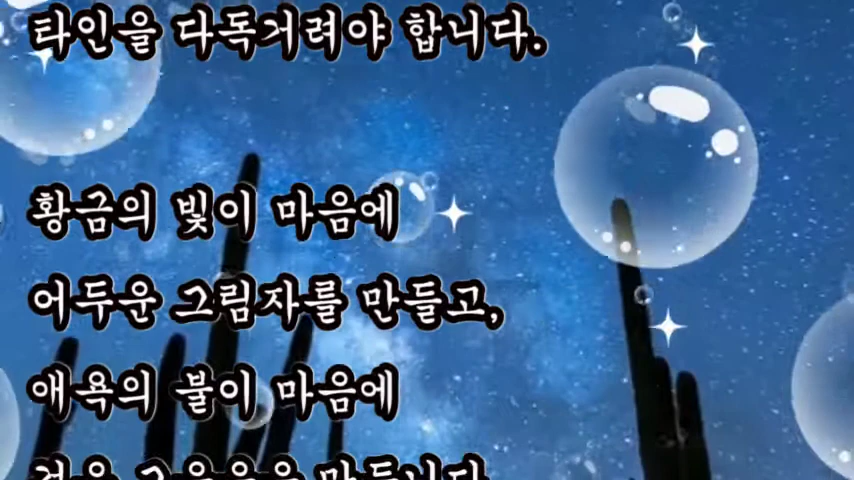 타인을 다독거려야 합니다.
황금의 빛이 마음에
어두운 그림자를 만들고,
애욕의 불이 마음에